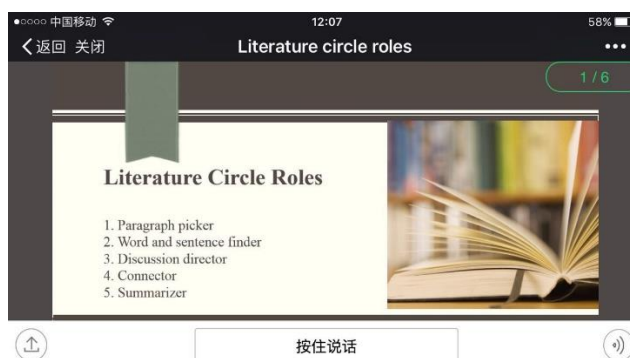 ●○○○○ 中国移动 12:07 58%
返回 关闭 Literature circle roles
1 / 6
Literature Circle Roles
1. Paragraph picker
2. Word and sentence finder
3. Discussion director
4. Connector
5. Summarizer
按住说话